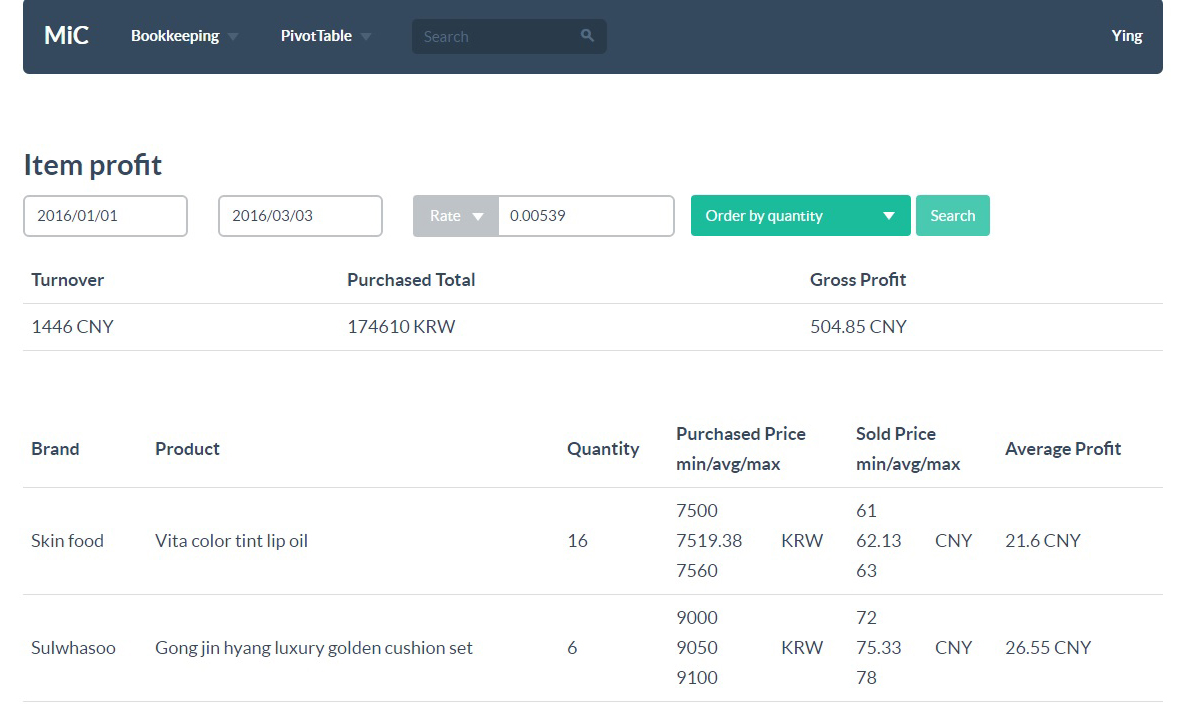 MiC Bookkeeping PivotTable Search Ying
Item profit
2016/01/01 2016/03/03 Rate 0.00539 Order by quantity Search
Turnover Purchased Total Gross Profit
1446 CNY 174610 KRW 504.85 CNY
Brand Product Quantity Purchased Price min/avg/max Sold Price min/avg/max Average Profit
Skin food Vita color tint lip oil 16 7500 7519.38 7560 KRW 61 62.13 63 CNY 21.6 CNY
Sulwhasoo Gong jin hyang luxury golden cushion set 6 9000 9050 9100 KRW 72 75.33 78 CNY 26.55 CNY